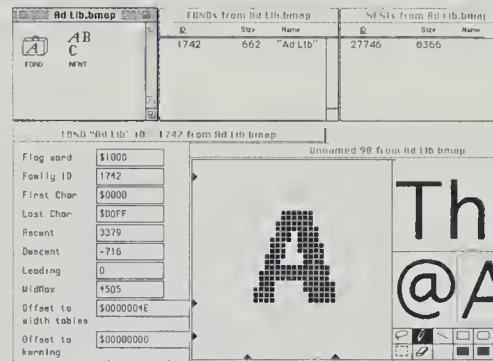 Ad Lib.bmap
FONDs from Ad Lib.bmap
NFNTs from Ad Lib.bmap
ID Size Name
1742 662 "Ad Lib"
ID Size Name
27746 8366
A
AB
C
FOND NFNT
FOND "Ad Lib" ID = 1742 from Ad Lib.bmap
Unnamed 90 from Ad Lib bmap
Flag word $1000
Family ID 1742
First Char $0000
Last Char $D0FF
Ascent 3379
Descent -716
Leading 0
WidMax 4505
Offset to width tables $0000004E
Offset to kerning $00000000
A
Th
@A